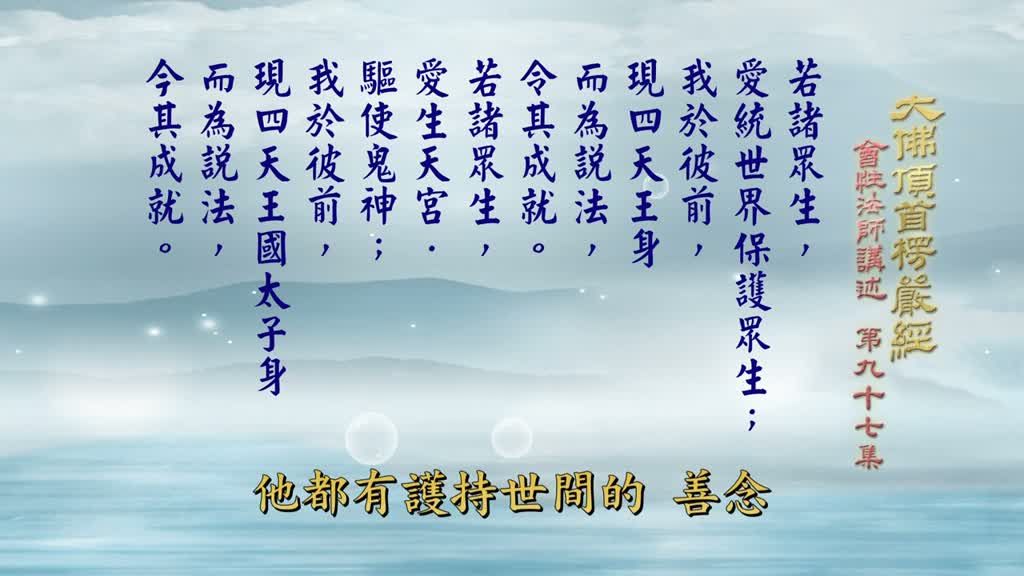 大佛頂首楞嚴經
會性法師講述 第九十七集
若諸眾生，
愛統世界保護眾生；
我於彼前，
現四天王身
而為説法，
令其成就。
若諸眾生，
愛生天宮．
驅使鬼神；
我於彼前，
現四天王國太子身
而為説法，
令其成就。
他都有護持世間的 善念